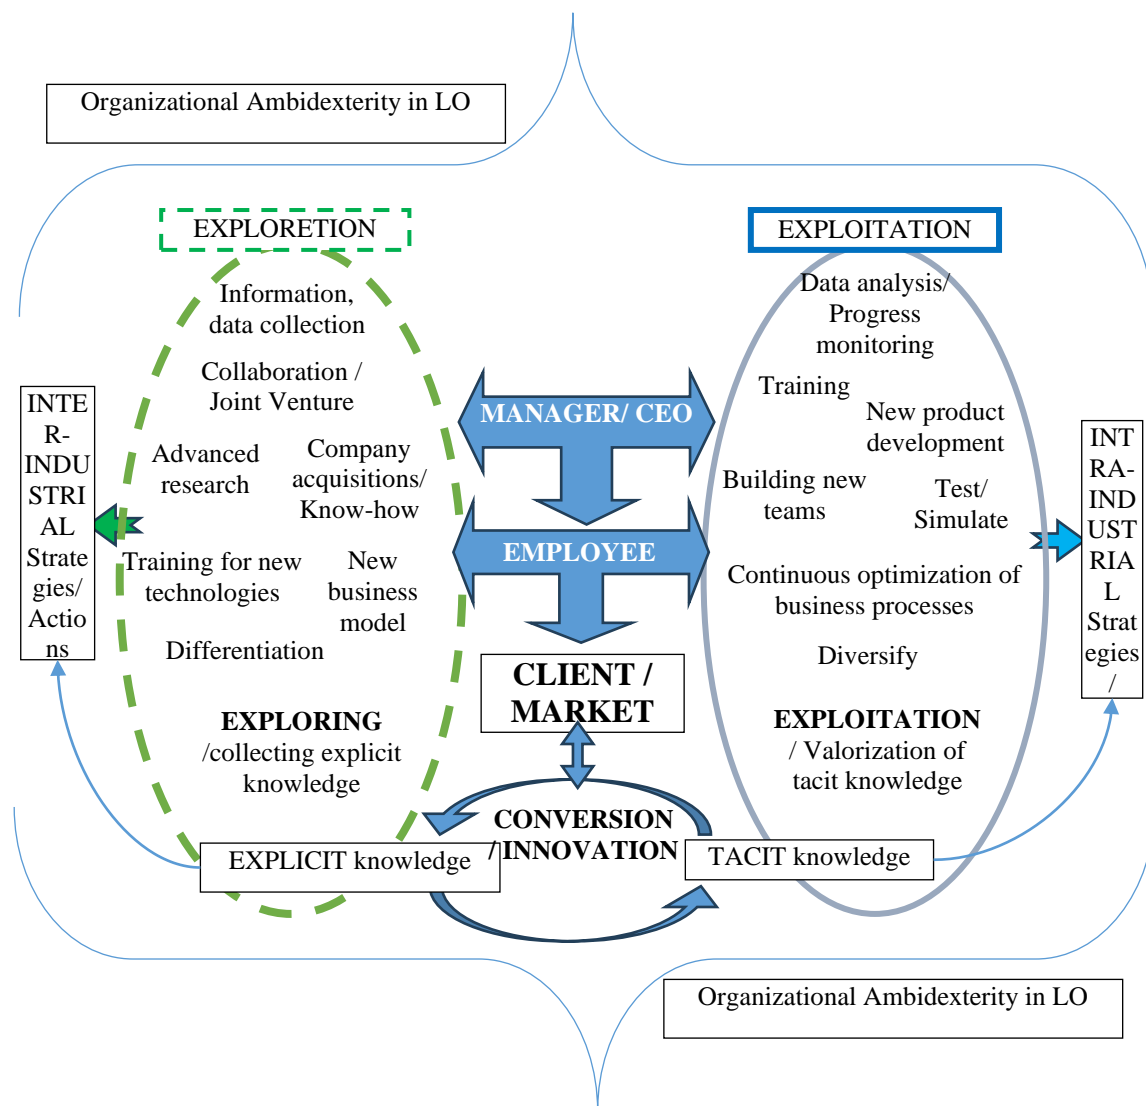 Organizational Ambidexterity in LO
EXPLORETION
Information,
data collection
Collaboration /
Joint Venture
Advanced
research
Company
acquisitions/
Know-how
Training for new
technologies
New
business
model
Differentiation
EXPLORING
/collecting explicit
knowledge
EXPLICIT knowledge
INTE
R-
INDU
STRI
AL
Strate
gies/
Actio
ns
MANAGER/ CEO
EMPLOYEE
CLIENT /
MARKET
CONVERSION
/ INNOVATION
EXPLOITATION
Data analysis/
Progress
monitoring
Training
New product
development
Building new
teams
Test/
Simulate
Continuous optimization of
business processes
Diversify
EXPLOITATION
/ Valorization of
tacit knowledge
TACIT knowledge
INT
RA-
IND
UST
RIA
L
Strat
egies
/
Organizational Ambidexterity in LO